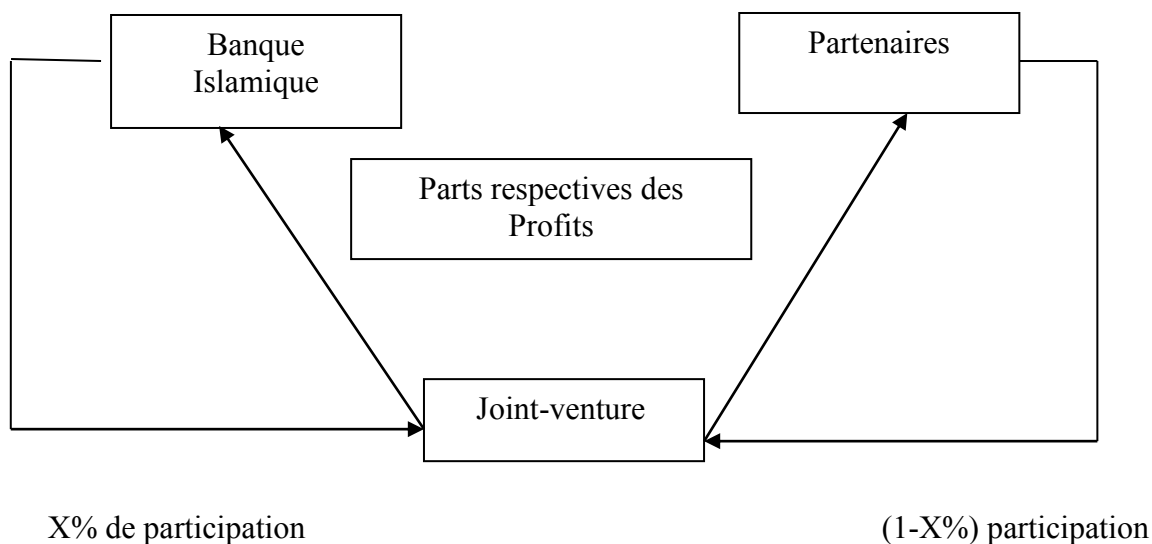 Banque
Islamique
Partenaires
Parts respectives des
Profits
Joint-venture
X% de participation
(1-X%) participation